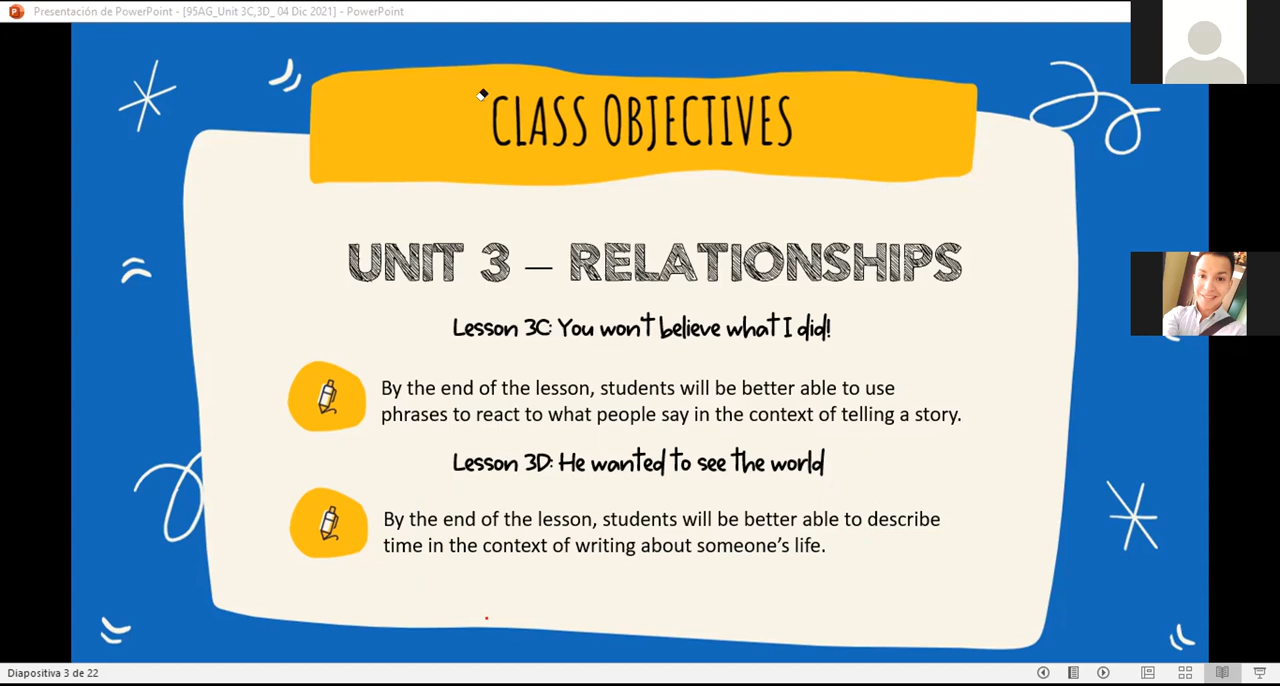 Presentación de PowerPoint - [95AG_Unit 3C,3D_ 04 Dic 2021] - PowerPoint
CLASS OBJECTIVES
UNIT 3 – RELATIONSHIPS
Lesson 3C: You won't believe what I did!
By the end of the lesson, students will be better able to use
phrases to react to what people say in the context of telling a story.
Lesson 3D: He wanted to see the world
By the end of the lesson, students will be better able to describe
time in the context of writing about someone’s life.
Diapositiva 3 de 22